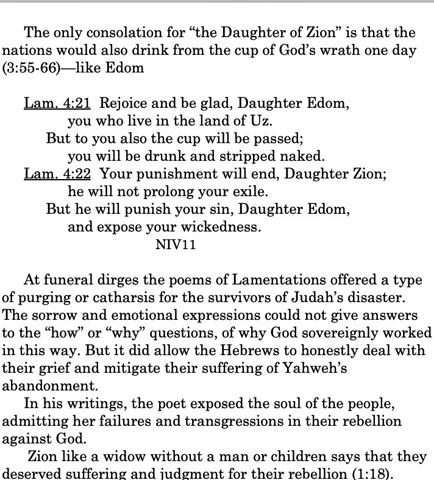 The only consolation for “the Daughter of Zion” is that the
nations would also drink from the cup of God’s wrath one day
(3:55-66)—like Edom
Lam. 4:21 Rejoice and be glad, Daughter Edom,
you who live in the land of Uz.
But to you also the cup will be passed;
you will be drunk and stripped naked.
Lam. 4:22 Your punishment will end, Daughter Zion;
he will not prolong your exile.
But he will punish your sin, Daughter Edom,
and expose your wickedness.
NIV11
At funeral dirges the poems of Lamentations offered a type
of purging or catharsis for the survivors of Judah’s disaster.
The sorrow and emotional expressions could not give answers
to the “how” or “why” questions, of why God sovereignly worked
in this way. But it did allow the Hebrews to honestly deal with
their grief and mitigate their suffering of Yahweh’s
abandonment.
In his writings, the poet exposed the soul of the people,
admitting her failures and transgressions in their rebellion
against God.
Zion like a widow without a man or children says that they
deserved suffering and judgment for their rebellion (1:18).